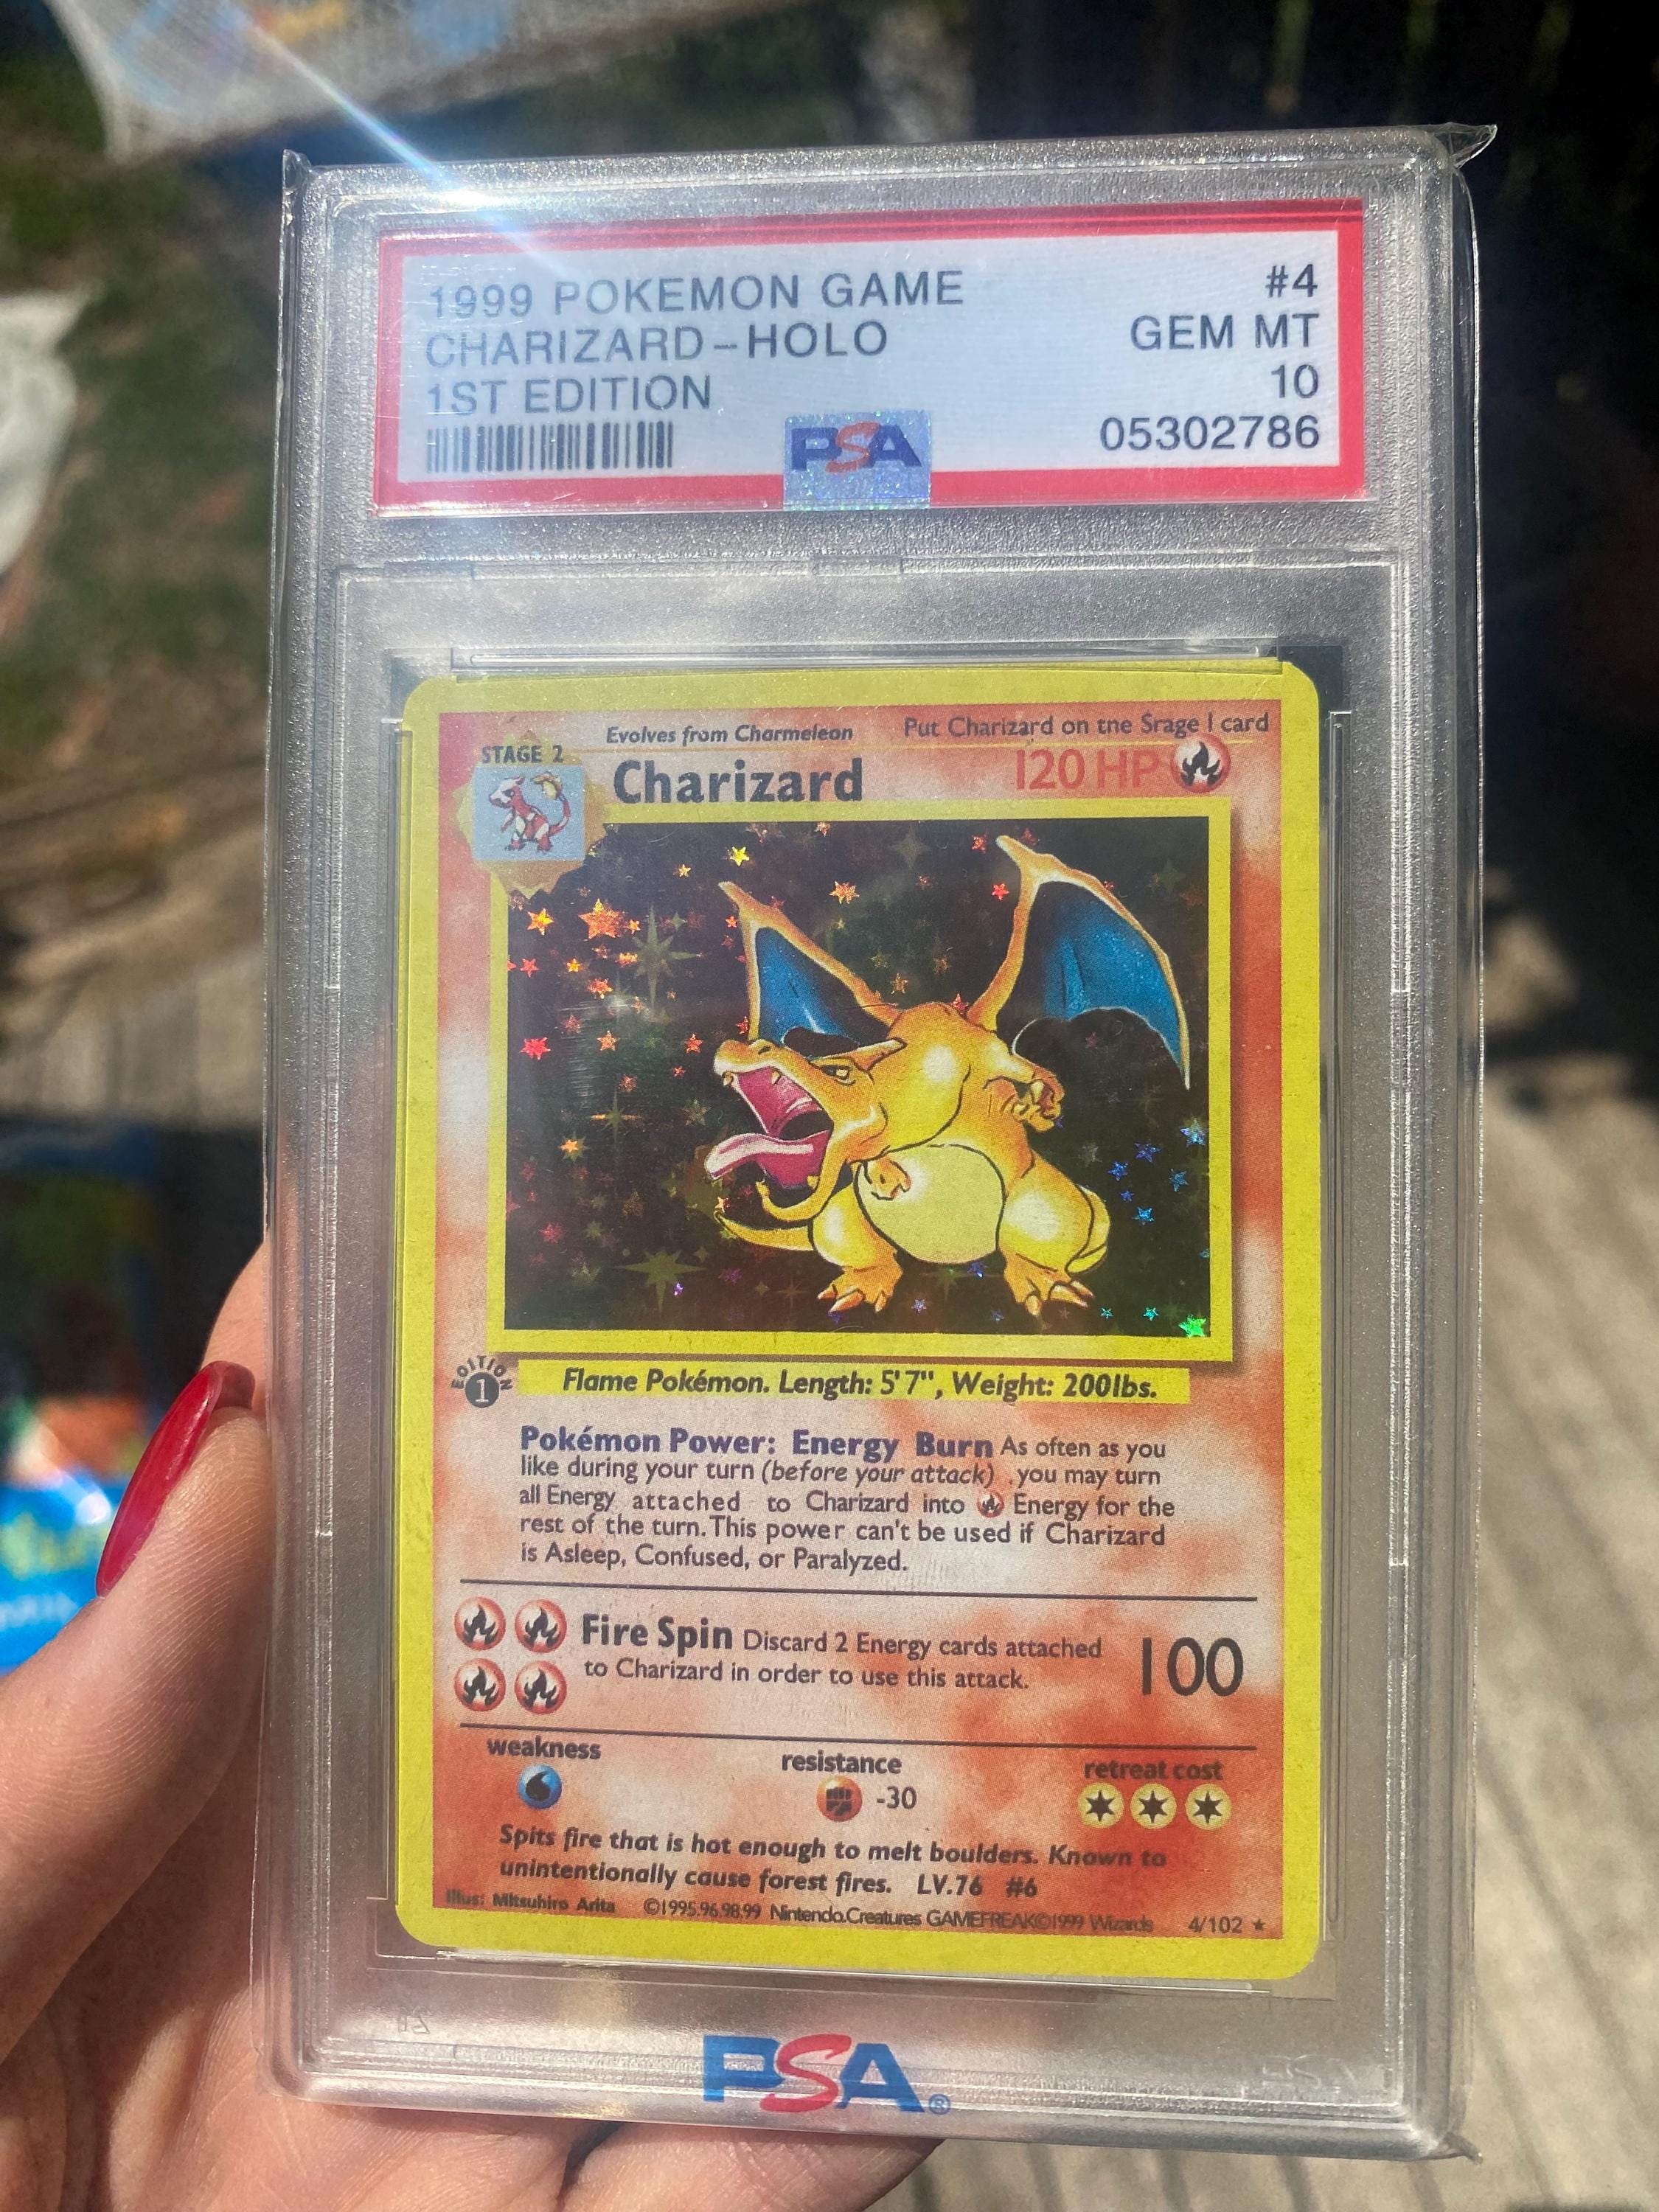 1999 POKEMON GAME #4
CHARIZARD-HOLO GEM MT
1ST EDITION 10
PSA 05302786
Evolves from Charmeleon Put Charizard on tne Srage I card
STAGE 2
Charizard 120 HP
EDITION
1
Flame Pokémon. Length: 5'7", Weight: 200lbs.
Pokémon Power: Energy Burn As often as you
like during your turn (before your attack) .you may turn
all Energy attached to Charizard into Energy for the
rest of the turn. This power can't be used if Charizard
is Asleep, Confused, or Paralyzed.
Fire Spin Discard 2 Energy cards attached
to Charizard in order to use this attack.
100
weakness resistance retreat cost
-30
Spits fire that is hot enough to melt boulders. Known to
unintentionally cause forest fires. LV.76 #6
Illus: Mitsuhiro Arita ©1995.96.98.99 Nintendo.Creatures GAMEFREAK©1999 Wizards 4/102 ★
PSA®